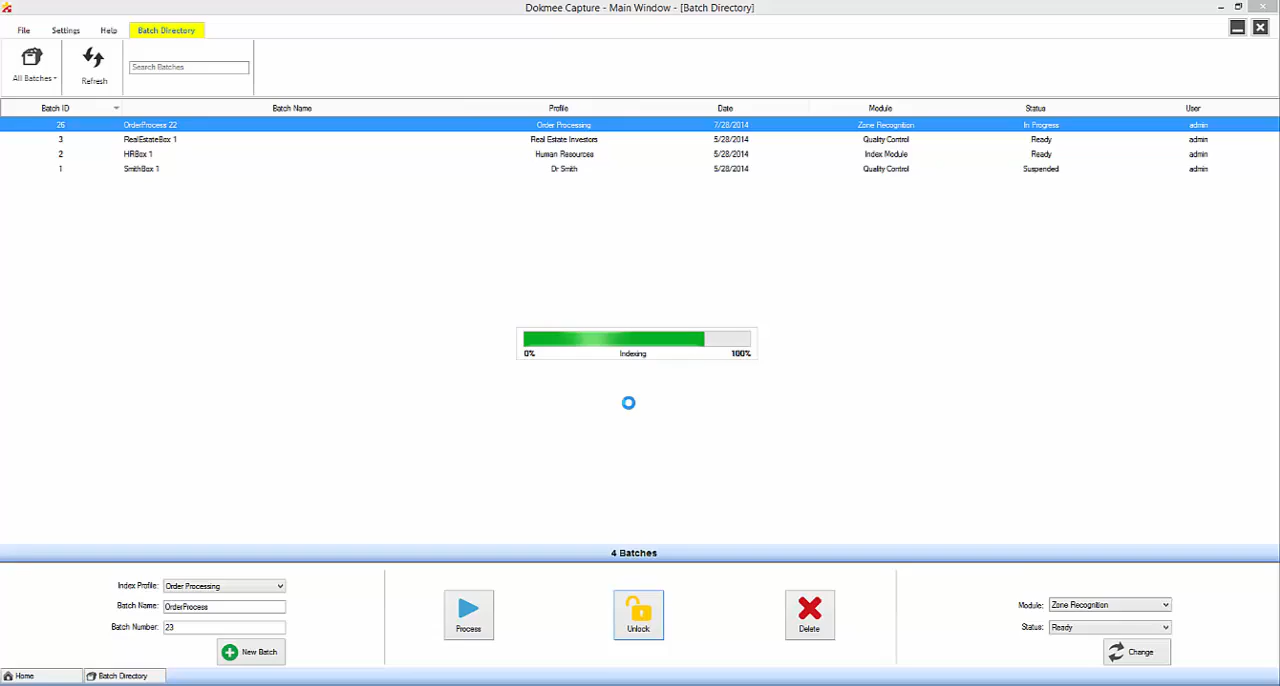 Dokmee Capture - Main Window - [Batch Directory]
File Settings Help Batch Directory
All Batches
Refresh
Search Batches
Batch ID Batch Name Profile Date Module Status User
26 OrderProcess 22 Order Processing 7/28/2014 Zone Recognition In Progress admin
3 RealEstateBox 1 Real Estate Investors 5/28/2014 Quality Control Ready admin
2 HRBox 1 Human Resources 5/28/2014 Index Module Ready admin
1 SmithBox 1 Dr Smith 5/28/2014 Quality Control Suspended admin
0% Indexing 100%
4 Batches
Index Profile: Order Processing
Batch Name: OrderProcess
Batch Number: 23
New Batch
Process
Unlock
Delete
Module: Zone Recognition
Status: Ready
Change
Home Batch Directory